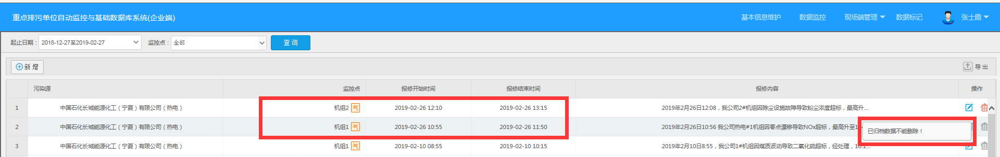 重点排污单位自动监控与基础数据库系统(企业端)
基本信息维护 数据监控 现场端管理 数据标记 张士霞
起止日期： 2018-12-27至2019-02-27 监控点： 全部 查询
新增 导出
污染源 监控点 报修开始时间 报修结束时间 报修内容 操作
1 中国石化长城能源化工（宁夏）有限公司（热电） 机组2 气 2019-02-26 12:10 2019-02-26 13:15 2019年2月26日12:08，我公司2#机组因除尘设施故障导致粉尘浓度超标，最高升...
2 中国石化长城能源化工（宁夏）有限公司（热电） 机组1 气 2019-02-26 10:55 2019-02-26 11:50 2019年2月26日10:56 我公司热电#1机组因零点漂移导致NOx超标，最高升至1
已归档数据不能删除！
3 中国石化长城能源化工（宁夏）有限公司（热电） 机组1 气 2019-02-10 08:55 2019-02-10 10:15 2019年2月10日8:55，我公司1#机组因煤质波动导致二氧化硫超标，经处理，10:1...